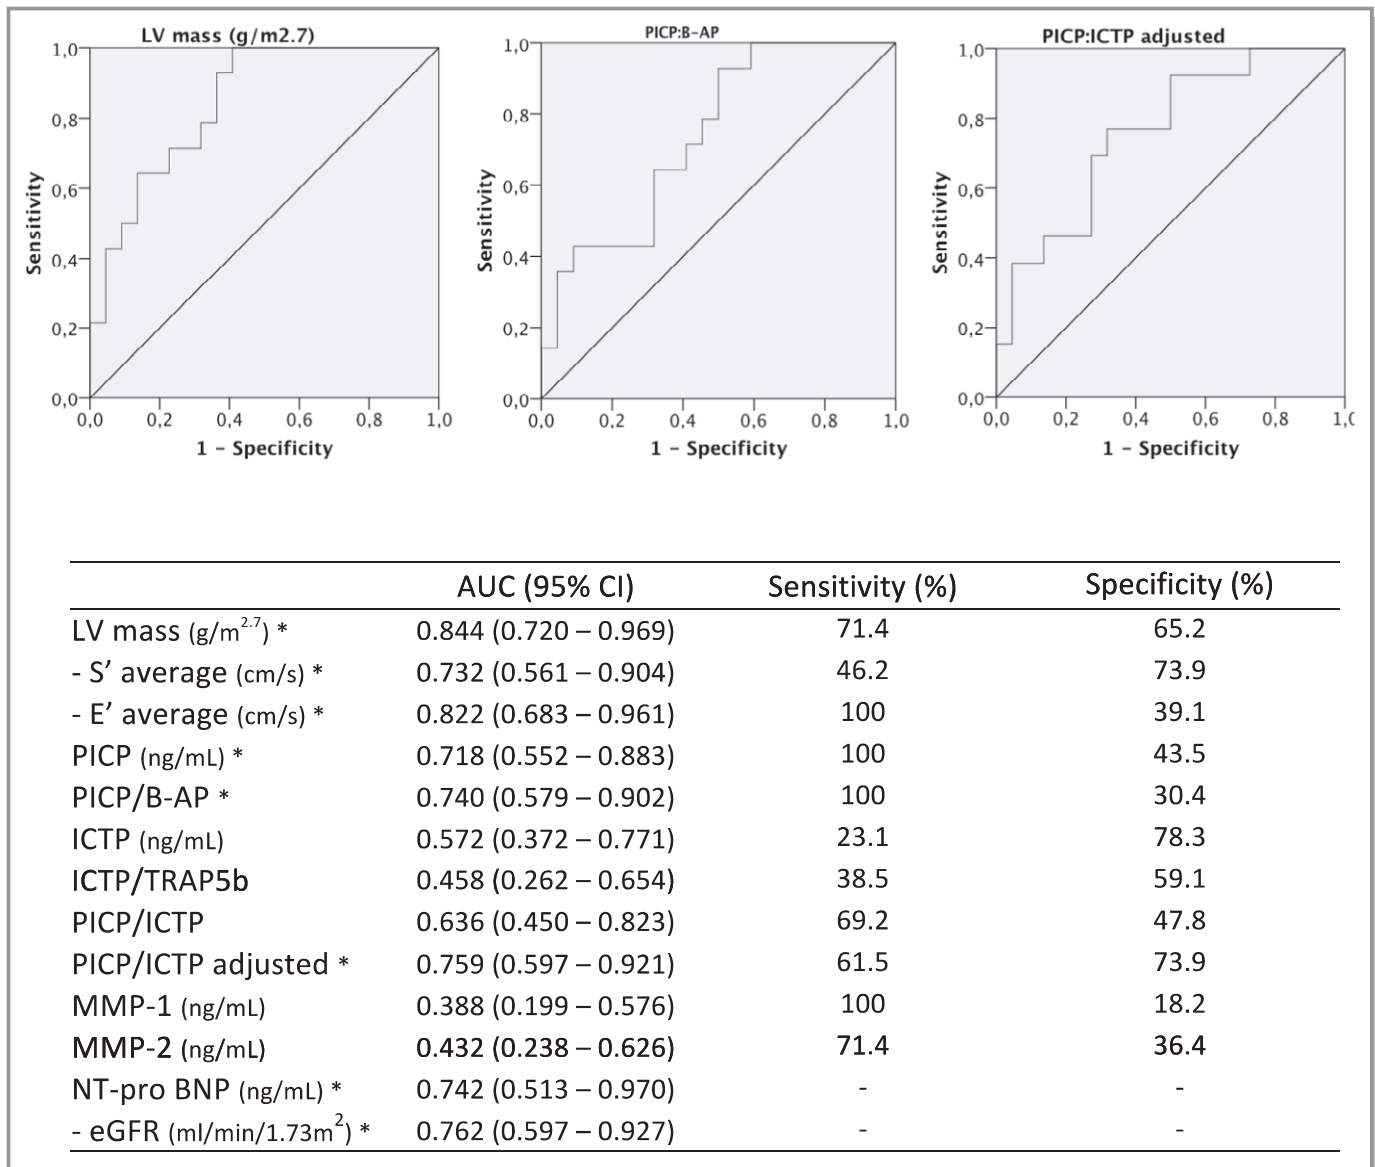 LV mass (g/m2.7)
PICP:B-AP
PICP:ICTP adjusted
1,0
0,8
0,6
0,4
0,2
0,0
Sensitivity
0,0 0,2 0,4 0,6 0,8 1,0
1 – Specificity
1,0
0,8
0,6
0,4
0,2
0,0
Sensitivity
0,0 0,2 0,4 0,6 0,8 1,0
1 – Specificity
1,0
0,8
0,6
0,4
0,2
0,0
Sensitivity
0,0 0,2 0,4 0,6 0,8 1,0
1 – Specificity
AUC (95% CI) Sensitivity (%) Specificity (%)
LV mass (g/m2.7) * 0.844 (0.720 – 0.969) 71.4 65.2
- S’ average (cm/s) * 0.732 (0.561 – 0.904) 46.2 73.9
- E’ average (cm/s) * 0.822 (0.683 – 0.961) 100 39.1
PICP (ng/mL) * 0.718 (0.552 – 0.883) 100 43.5
PICP/B-AP * 0.740 (0.579 – 0.902) 100 30.4
ICTP (ng/mL) 0.572 (0.372 – 0.771) 23.1 78.3
ICTP/TRAP5b 0.458 (0.262 – 0.654) 38.5 59.1
PICP/ICTP 0.636 (0.450 – 0.823) 69.2 47.8
PICP/ICTP adjusted * 0.759 (0.597 – 0.921) 61.5 73.9
MMP-1 (ng/mL) 0.388 (0.199 – 0.576) 100 18.2
MMP-2 (ng/mL) 0.432 (0.238 – 0.626) 71.4 36.4
NT-pro BNP (ng/mL) * 0.742 (0.513 – 0.970) - -
- eGFR (ml/min/1.73m2) * 0.762 (0.597 – 0.927) - -